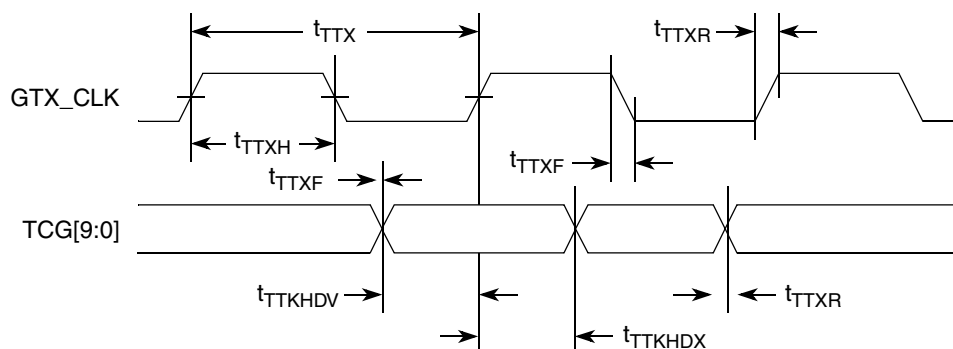 tTTX
tTTXR
GTX_CLK
tTTXH
tTTXF
tTTXF
TCG[9:0]
tTTKHDV
tTTXR
tTTKHDX